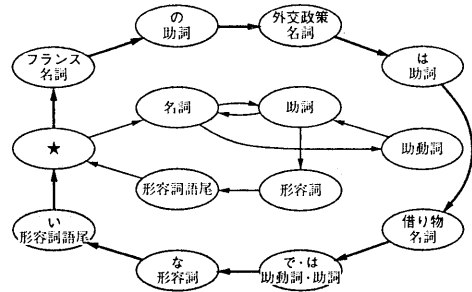 の
助詞
外交政策
名詞
フランス
名詞
は
助詞
名詞
助詞
★
助動詞
形容詞語尾
形容詞
い
形容詞語尾
借り物
名詞
な
形容詞
で・は
助動詞・助詞